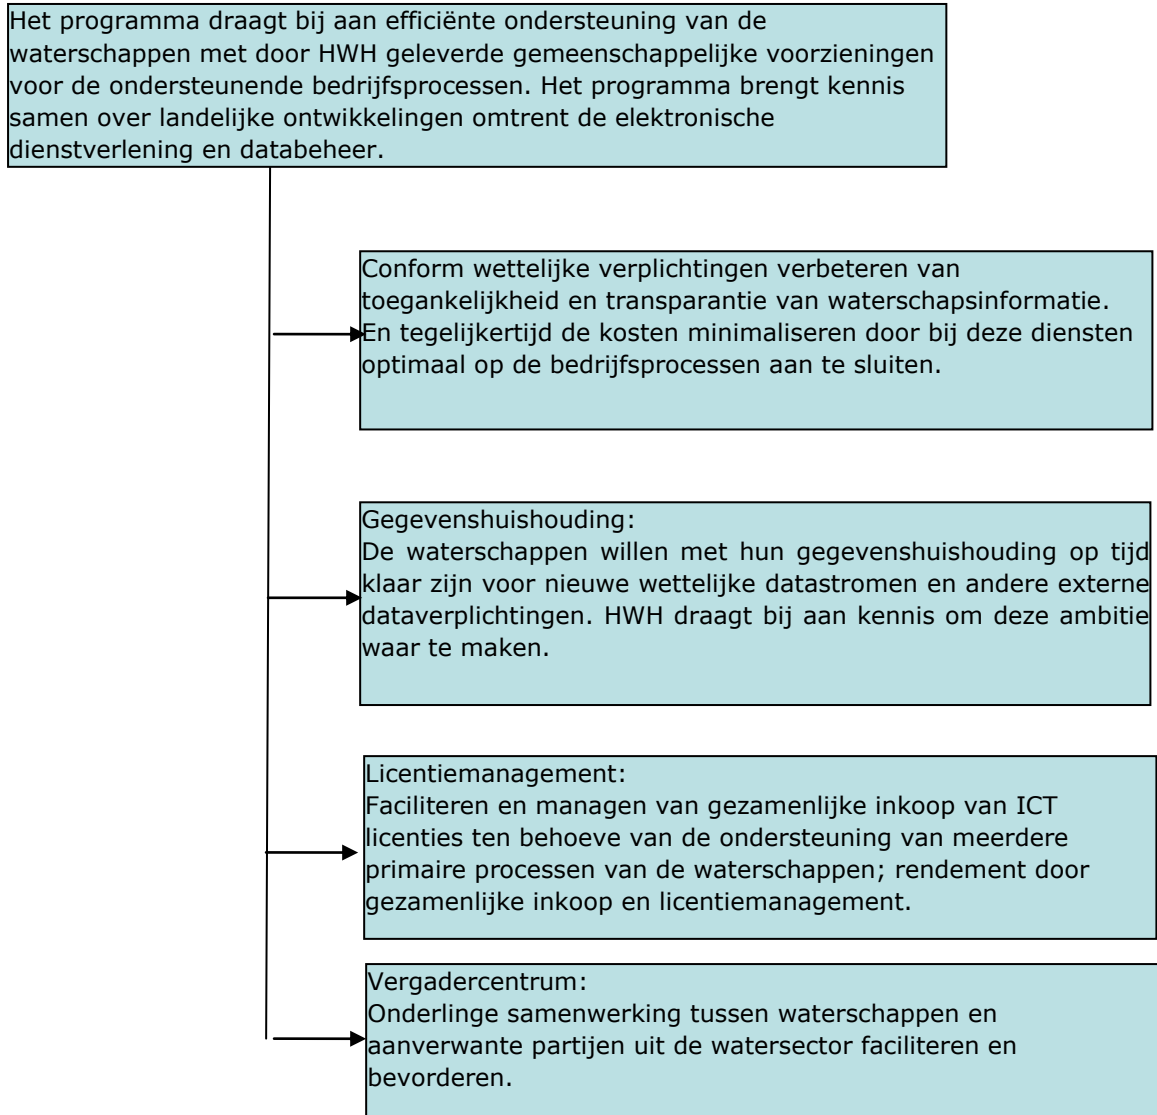 Het programma draagt bij aan efficiënte ondersteuning van de
waterschappen met door HWH geleverde gemeenschappelijke voorzieningen
voor de ondersteunende bedrijfsprocessen. Het programma brengt kennis
samen over landelijke ontwikkelingen omtrent de elektronische
dienstverlening en databeheer.
Conform wettelijke verplichtingen verbeteren van
toegankelijkheid en transparantie van waterschapsinformatie.
En tegelijkertijd de kosten minimaliseren door bij deze diensten
optimaal op de bedrijfsprocessen aan te sluiten.
Gegevenshuishouding:
De waterschappen willen met hun gegevenshuishouding op tijd
klaar zijn voor nieuwe wettelijke datastromen en andere externe
dataverplichtingen. HWH draagt bij aan kennis om deze ambitie
waar te maken.
Licentiemanagement:
Faciliteren en managen van gezamenlijke inkoop van ICT
licenties ten behoeve van de ondersteuning van meerdere
primaire processen van de waterschappen; rendement door
gezamenlijke inkoop en licentiemanagement.
Vergadercentrum:
Onderlinge samenwerking tussen waterschappen en
aanverwante partijen uit de watersector faciliteren en
bevorderen.